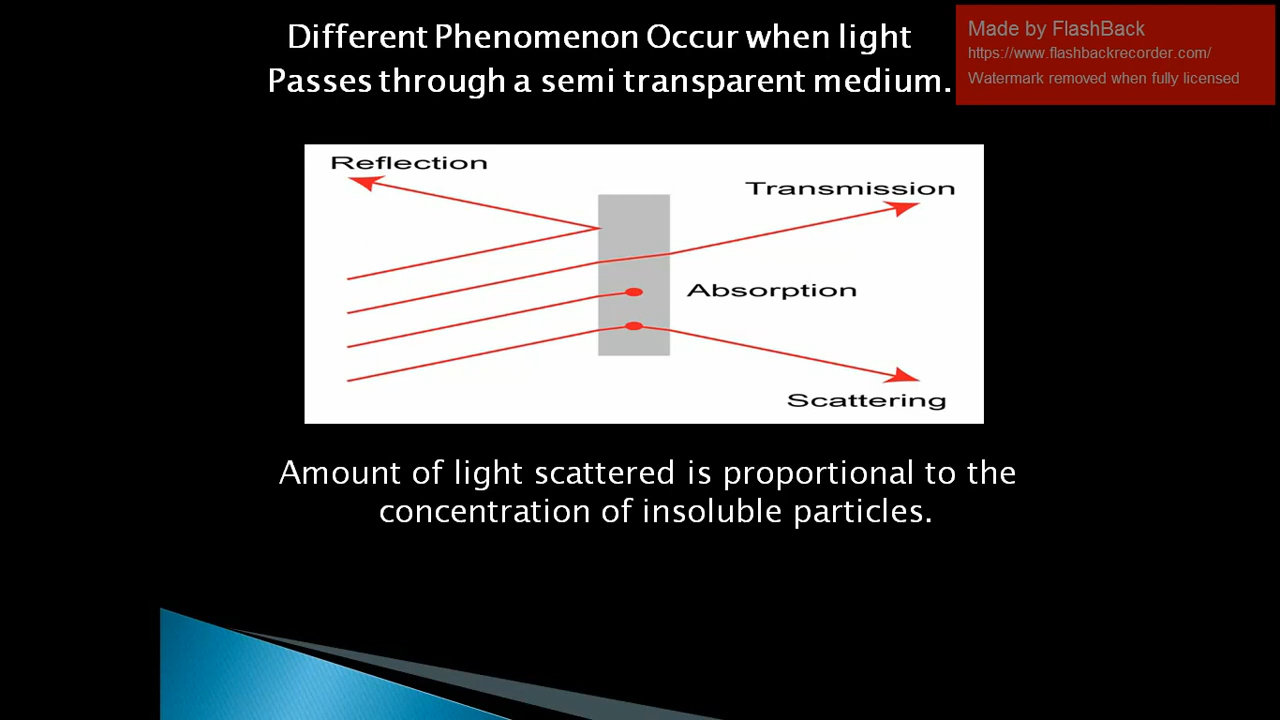 Different Phenomenon Occur when light
Passes through a semi transparent medium.
Made by FlashBack
https://www.flashbackrecorder.com/
Watermark removed when fully licensed
Reflection
Transmission
Absorption
Scattering
Amount of light scattered is proportional to the
concentration of insoluble particles.